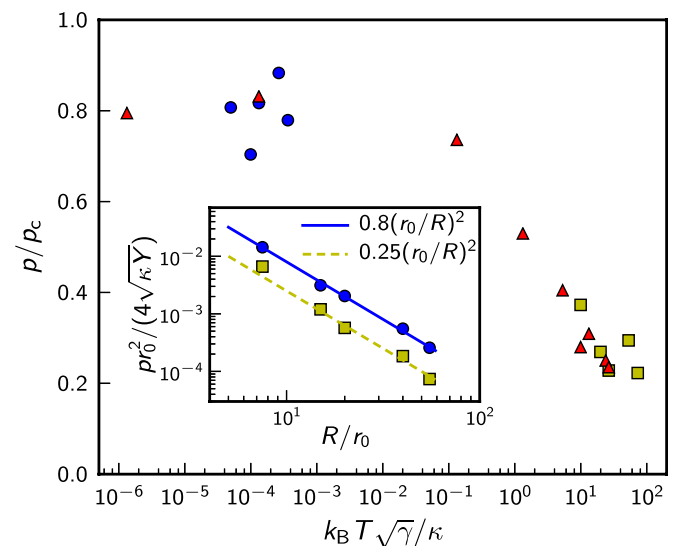 1.0
0.8
0.6
0.4
0.2
0.0
p/p_c
10^{-6} 10^{-5} 10^{-4} 10^{-3} 10^{-2} 10^{-1} 10^{0} 10^{1} 10^{2}
k_B T√γ/κ
0.8(r_0/R)^2
0.25(r_0/R)^2
10^{-2}
10^{-3}
10^{-4}
pr_0^2/(4√κY)
10^{1} 10^{2}
R/r_0